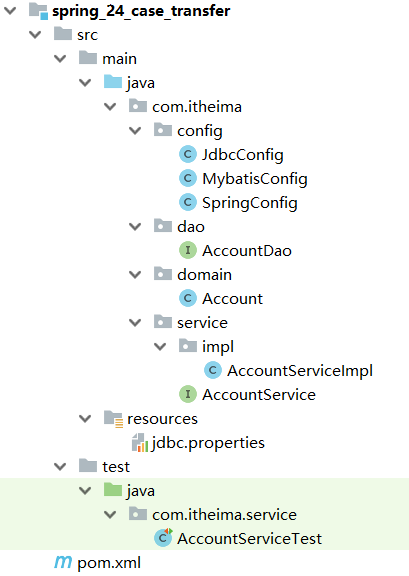 spring_24_case_transfer
src
main
java
com.itheima
config
JdbcConfig
MybatisConfig
SpringConfig
dao
AccountDao
domain
Account
service
impl
AccountServiceImpl
AccountService
resources
jdbc.properties
test
java
com.itheima.service
AccountServiceTest
pom.xml